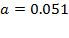 a = 0.051